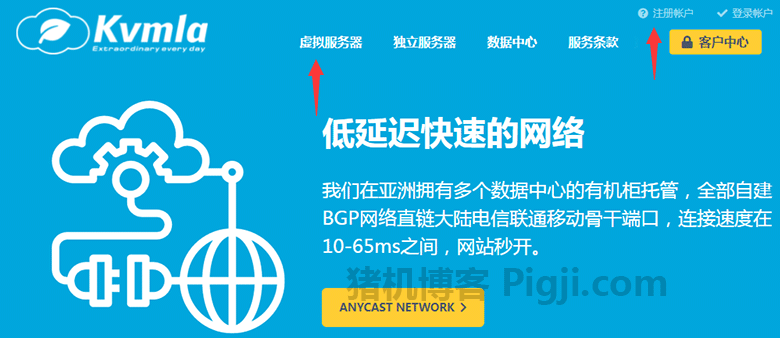 注册帐户 登录帐户
Kvmla
Extraordinary every day
虚拟服务器 独立服务器 数据中心 服务条款 客户中心
低延迟快速的网络
我们在亚洲拥有多个数据中心的有机柜托管，全部自建
BGP网络直链大陆电信联通移动骨干端口，连接速度在
10-65ms之间，网站秒开。
猪机博客 Pigji.com
ANYCAST NETWORK